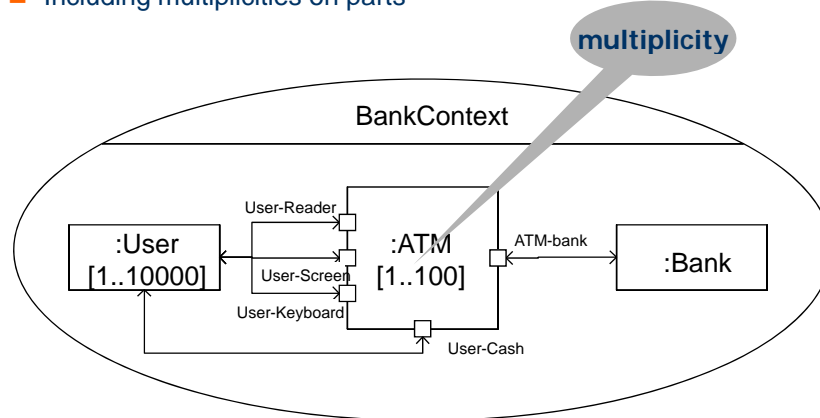 Including multiplicities on parts
multiplicity
BankContext
User-Reader
:User
[1..10000]
:ATM
[1..100]
ATM-bank
:Bank
User-Screen
User-Keyboard
User-Cash